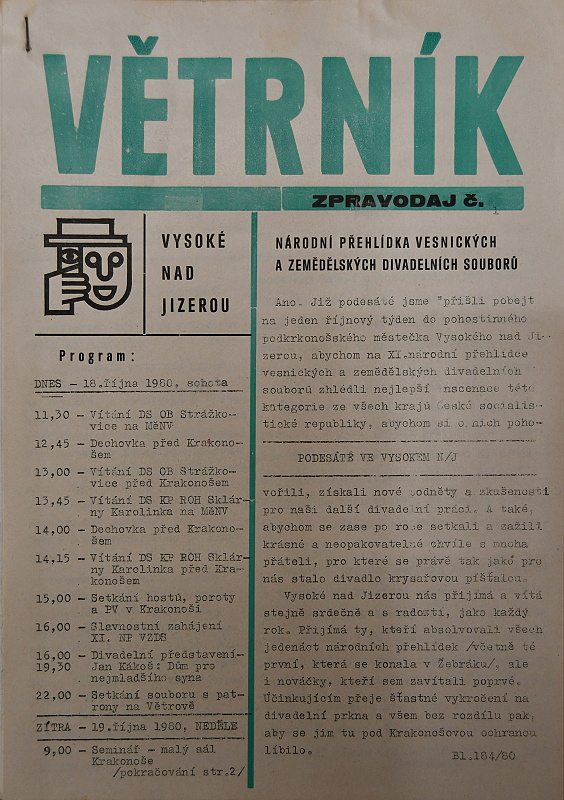 VĚTRNÍK
ZPRAVODAJ č. 1
VYSOKÉ
NAD
JIZEROU
Program:
DNES - 18.října 1980, sobota
11,30 - Vítání DS OB Strážko-
vice na MěNV
12,45 - Dechovka před Krakono-
šem
13,00 - Vítání DS OB Strážko-
vice před Krakonošem
13,45 - Vítání DS KP ROH Sklár-
ny Karolinka na MěNV
14,00 - Dechovka před Krakono-
šem
14,15 - Vítání DS KP ROH Sklár-
ny Karolinka před Kra-
konošem
15,00 - Setkání hostů, poroty
a PV v Krakonoši
16,00 - Slavnostní zahájení
XI. NP VZDS
16,00 - Divadelní představení-
19,30 Jan Kákoš: Dům pro
nejmladšího syna
22,00 - Setkání souboru s pat-
rony na Větrově
ZÍTRA - 19.října 1980, NEDĚLE
9,00 - Seminář - malý sál
Krakonoše
/pokračování str.2/
NÁRODNÍ PŘEHLÍDKA VESNICKÝCH
A ZEMĚDĚLSKÝCH DIVADELNÍCH SOUBORŮ
Ano. Již podesáté jsme "přišli pobejt
na jeden říjnový týden do pohostinného
podkrkonošského městečka Vysokého nad Ji-
zerou, abychom na XI.národní přehlídce
vesnických a zemědělských divadelních
souborů zhlédli nejlepší inscenace této
kategorie ze všech krajů České socialis-
tické republiky, abychom si o nich poho-
PODESÁTÉ VE VYSOKÉM N/J
vořili, získali nové podněty a zkušenosti
pro naši další divadelní práci. A také,
abychom se zase po roce setkali a zažili
krásné a neopakovatelné chvíle s mnoha
přáteli, pro které se právě tak jako pro
nás stalo divadlo krysařovou píšťalou.
Vysoké nad Jizerou nás přijímá a vítá
stejně srdečně a s radostí, jako každý
rok. Přijímá ty, kteří absolvovali všech
jedenáct národních přehlídek /včetně té
první, která se konala v Žebráku/, ale
i nováčky, kteří sem zavítali poprvé.
Účinkujícím přeje šťastné vykročení na
divadelní prkna a všem bez rozdílu pak,
aby se jim tu pod Krakonošovou ochranou
líbilo.
Bl.184/80